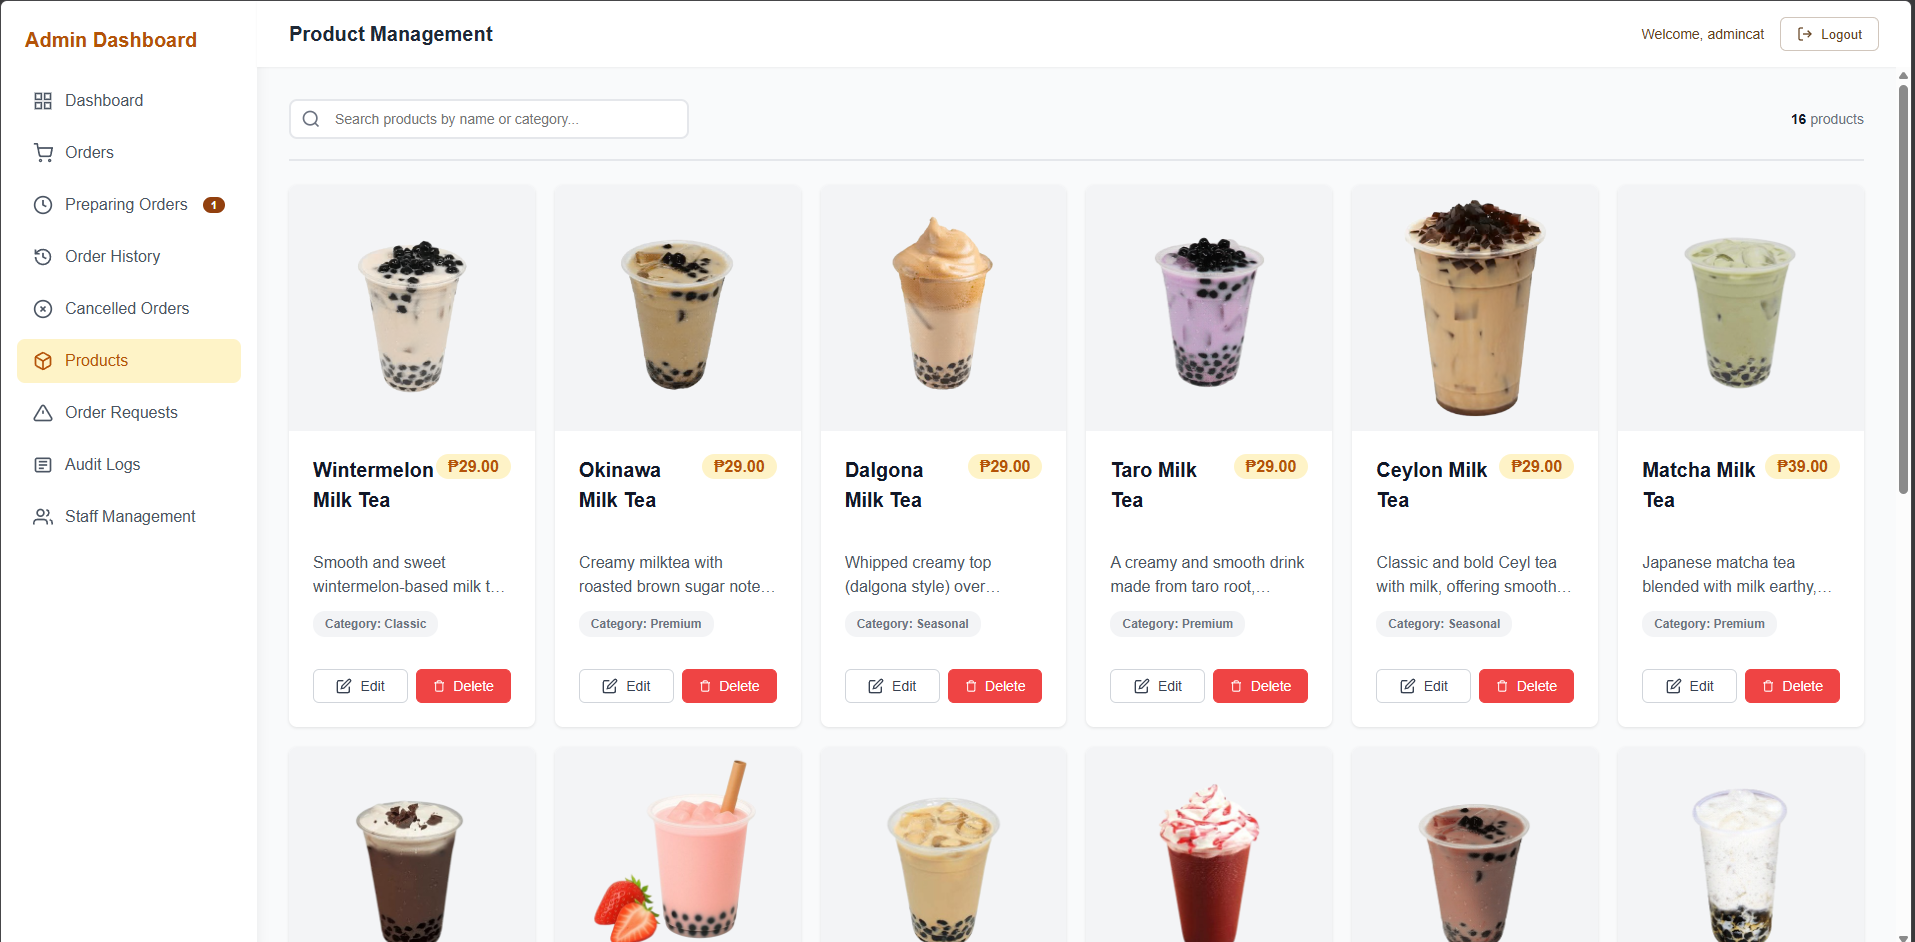 Admin Dashboard
Dashboard
Orders
Preparing Orders 1
Order History
Cancelled Orders
Products
Order Requests
Audit Logs
Staff Management
Product Management
Welcome, admincat
Logout
Search products by name or category...
16 products
Wintermelon ₱29.00
Milk Tea
Smooth and sweet
wintermelon-based milk t...
Category: Classic
Edit Delete
Okinawa ₱29.00
Milk Tea
Creamy milktea with
roasted brown sugar note...
Category: Premium
Edit Delete
Dalgona ₱29.00
Milk Tea
Whipped creamy top
(dalgona style) over...
Category: Seasonal
Edit Delete
Taro Milk ₱29.00
Tea
A creamy and smooth drink
made from taro root,...
Category: Premium
Edit Delete
Ceylon Milk ₱29.00
Tea
Classic and bold Ceyl tea
with milk, offering smooth...
Category: Seasonal
Edit Delete
Matcha Milk ₱39.00
Tea
Japanese matcha tea
blended with milk earthy,...
Category: Premium
Edit Delete